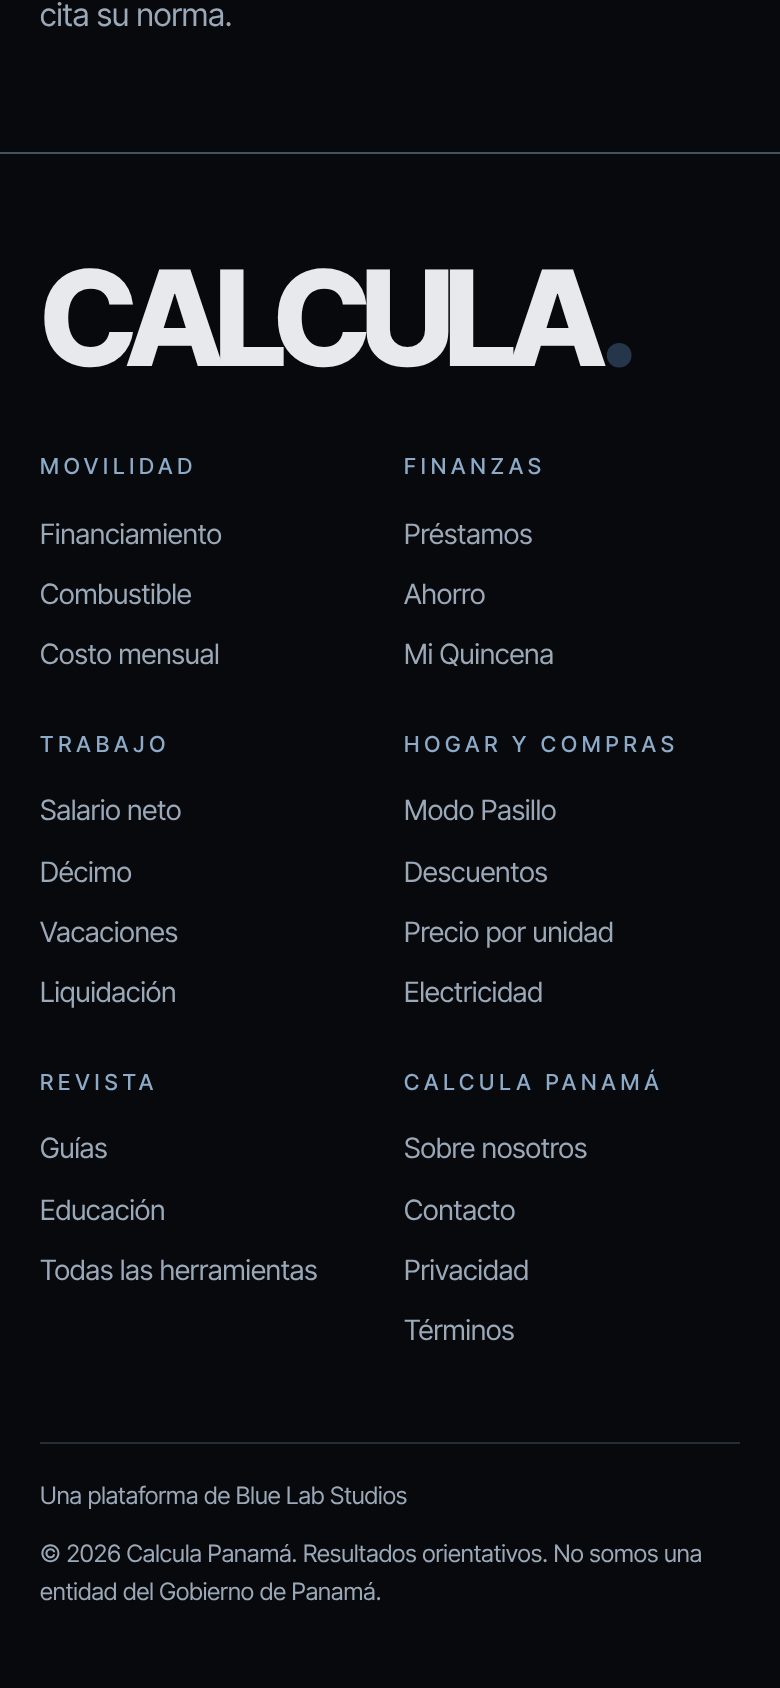 cita su norma.
CALCULA.
MOVILIDAD
Financiamiento
Combustible
Costo mensual
FINANZAS
Préstamos
Ahorro
Mi Quincena
TRABAJO
Salario neto
Décimo
Vacaciones
Liquidación
HOGAR Y COMPRAS
Modo Pasillo
Descuentos
Precio por unidad
Electricidad
REVISTA
Guías
Educación
Todas las herramientas
CALCULA PANAMÁ
Sobre nosotros
Contacto
Privacidad
Términos
Una plataforma de Blue Lab Studios
© 2026 Calcula Panamá. Resultados orientativos. No somos una
entidad del Gobierno de Panamá.